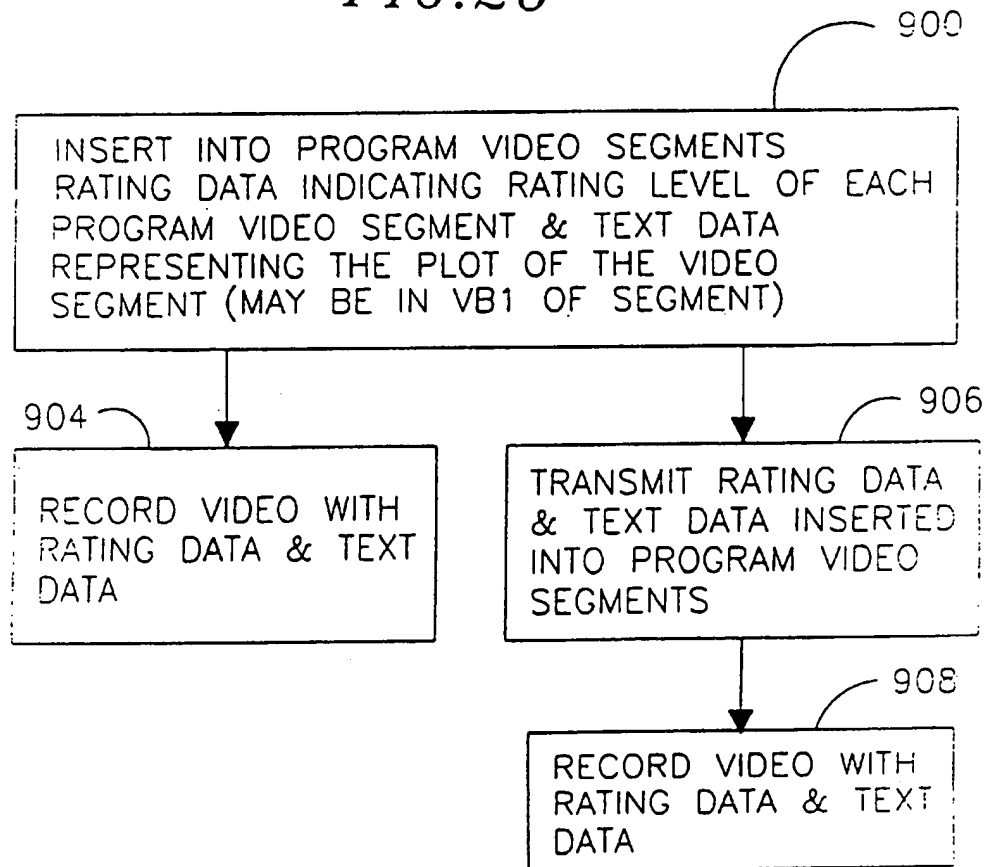 FIG.26
900
INSERT INTO PROGRAM VIDEO SEGMENTS
RATING DATA INDICATING RATING LEVEL OF EACH
PROGRAM VIDEO SEGMENT & TEXT DATA
REPRESENTING THE PLOT OF THE VIDEO
SEGMENT (MAY BE IN VB1 OF SEGMENT)
904
RECORD VIDEO WITH
RATING DATA & TEXT
DATA
906
TRANSMIT RATING DATA
& TEXT DATA INSERTED
INTO PROGRAM VIDEO
SEGMENTS
908
RECORD VIDEO WITH
RATING DATA & TEXT
DATA